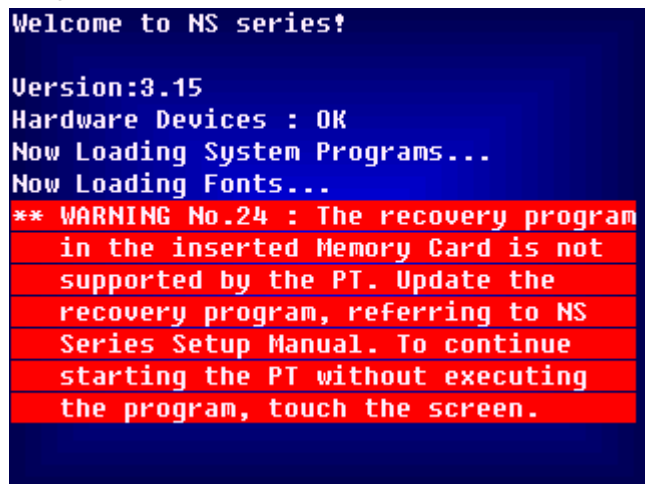 Welcome to NS series!
Version:3.15
Hardware Devices : OK
Now Loading System Programs...
Now Loading Fonts...
** WARNING No.24 : The recovery program
in the inserted Memory Card is not
supported by the PT. Update the
recovery program, referring to NS
Series Setup Manual. To continue
starting the PT without executing
the program, touch the screen.